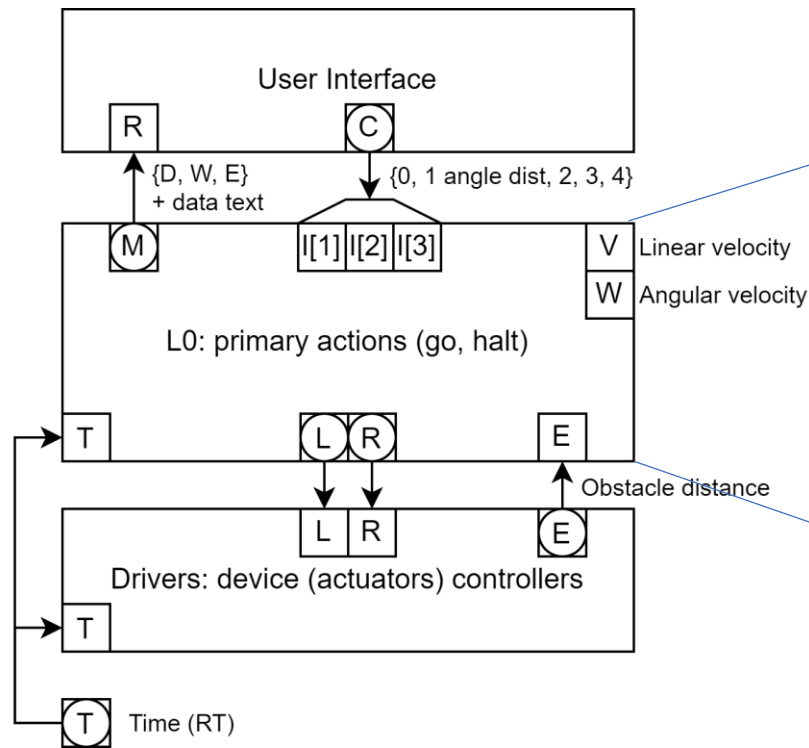 User Interface
R
C
{D, W, E}
+ data text
{0, 1 angle dist, 2, 3, 4}
M
I[1] I[2] I[3]
V
Linear velocity
W
Angular velocity
L0: primary actions (go, halt)
T
L R
E
Obstacle distance
L R
E
Drivers: device (actuators) controllers
T
T
Time (RT)